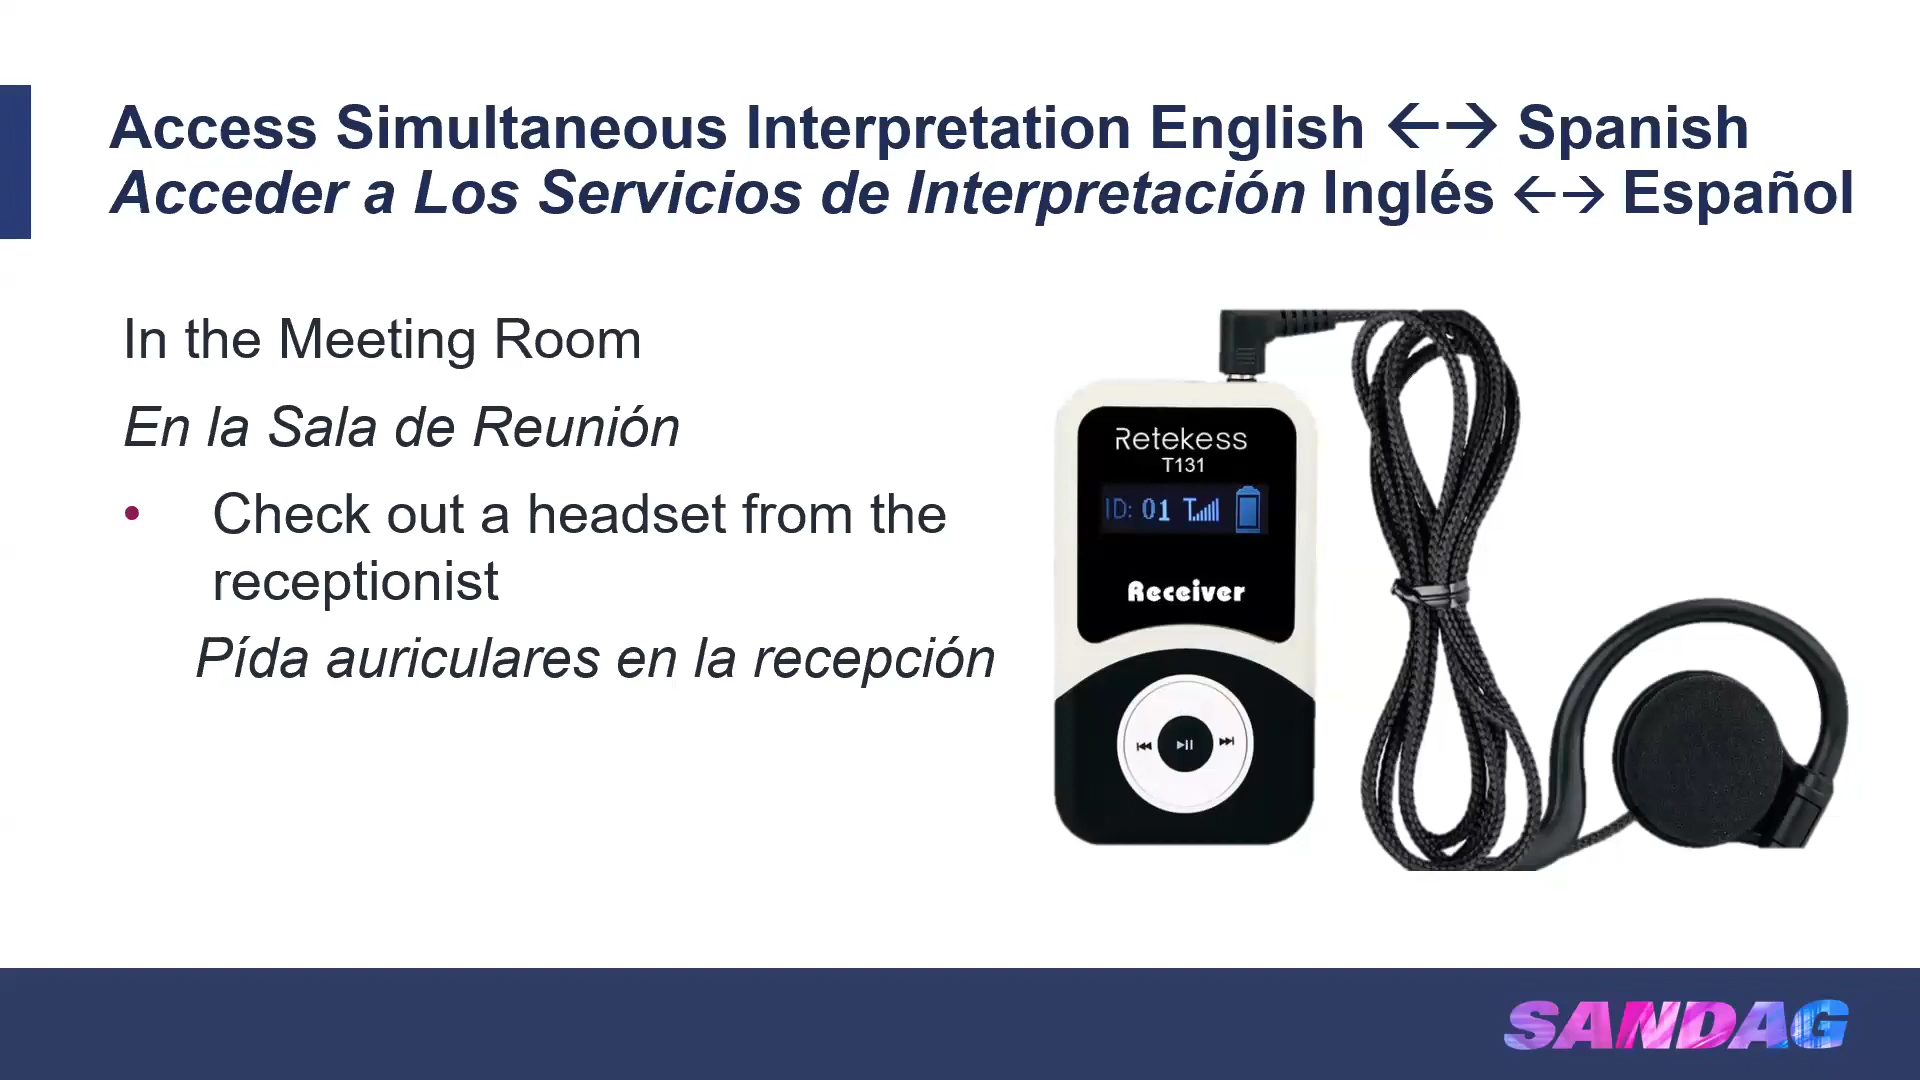 Access Simultaneous Interpretation English ←→ Spanish
Acceder a Los Servicios de Interpretación Inglés ←→ Español
In the Meeting Room
En la Sala de Reunión
• Check out a headset from the
receptionist
Pída auriculares en la recepción
Retekess
T131
ID: 01
Receiver
SANDAG